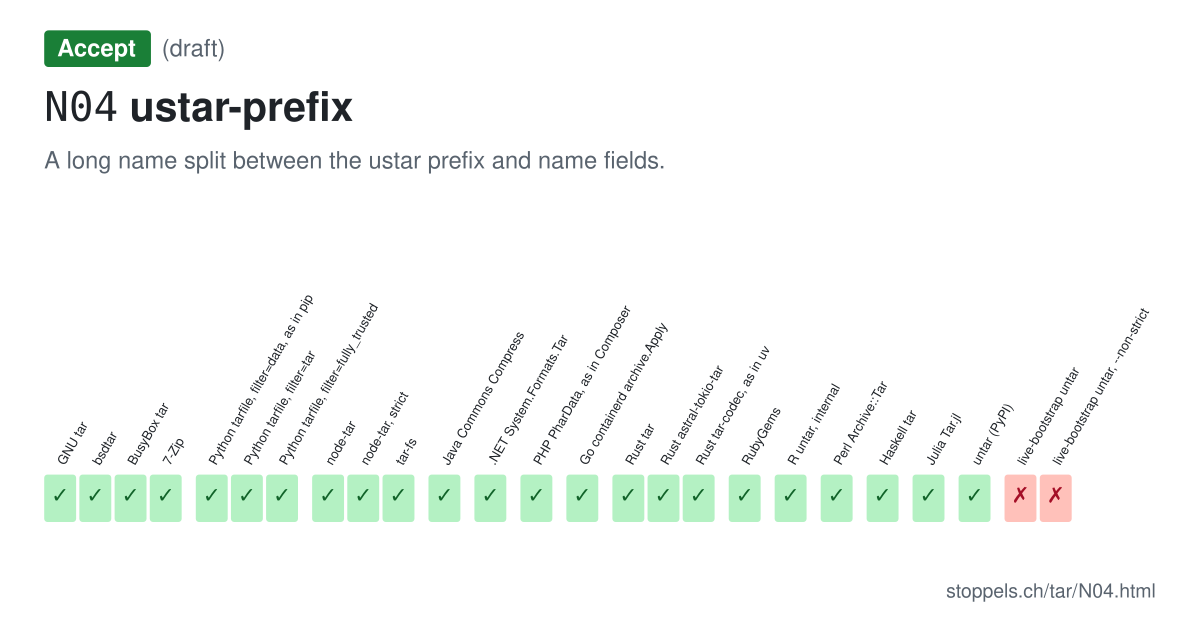 Accept (draft)
N04 ustar-prefix
A long name split between the ustar prefix and name fields.
GNU tar
bsdtar
BusyBox tar
7-Zip
Python tarfile, filter=data, as in pip
Python tarfile, filter=tar
Python tarfile, filter=fully_trusted
node-tar
node-tar, strict
tar-fs
Java Commons Compress
.NET System.Formats.Tar
PHP PharData, as in Composer
Go containerd archive.Apply
Rust tar
Rust astral-tokio-tar
Rust tar-codec, as in uv
RubyGems
R untar, internal
Perl Archive::Tar
Haskell tar
Julia Tar.jl
untar (PyPI)
live-bootstrap untar
live-bootstrap untar, --non-strict
✓ ✓ ✓ ✓ ✓ ✓ ✓ ✓ ✓ ✓ ✓ ✓ ✓ ✓ ✓ ✓ ✓ ✓ ✓ ✓ ✓ ✓ ✓ ✗ ✗
stoppels.ch/tar/N04.html